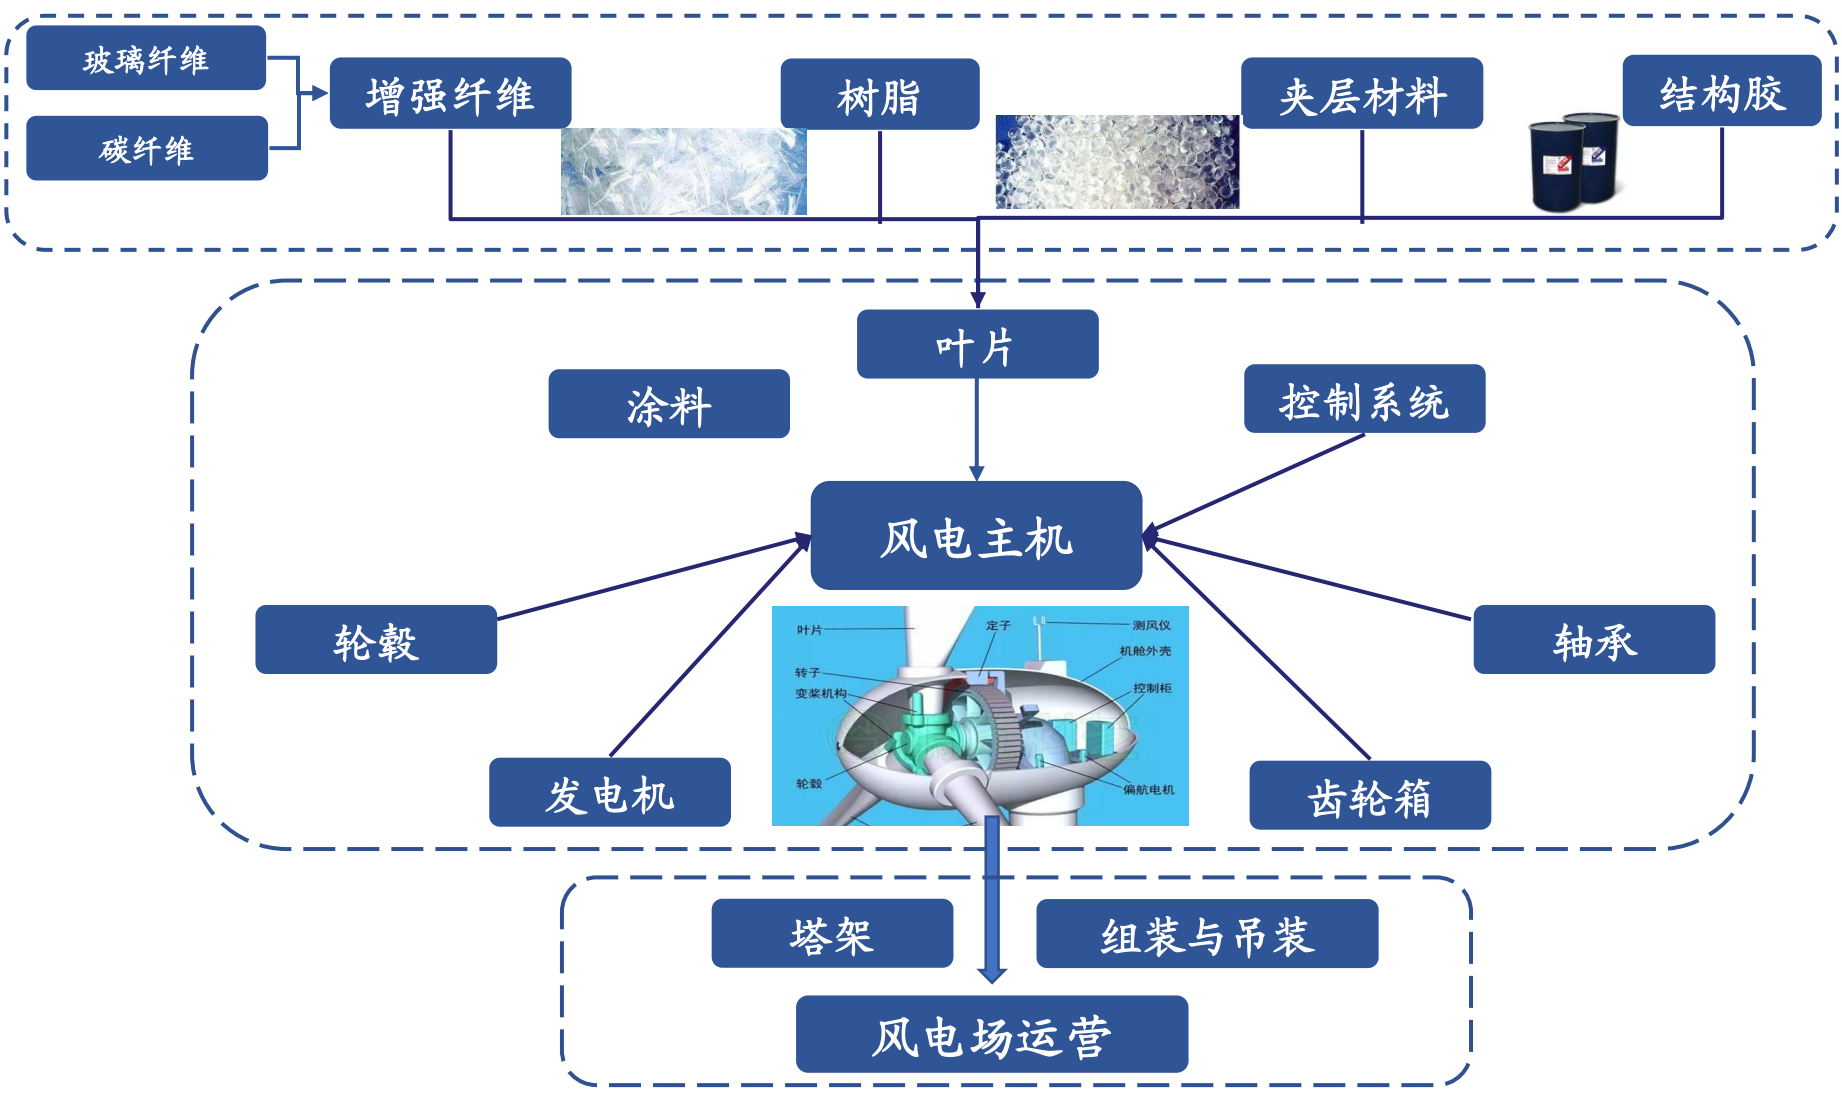 玻璃纤维
碳纤维
增强纤维
树脂
夹层材料
结构胶
叶片
涂料
控制系统
风电主机
轮毂
轴承
发电机
齿轮箱
叶片
定子
测风仪
机舱外壳
转子
变桨机构
控制柜
轮毂
偏航电机
塔架
组装与吊装
风电场运营